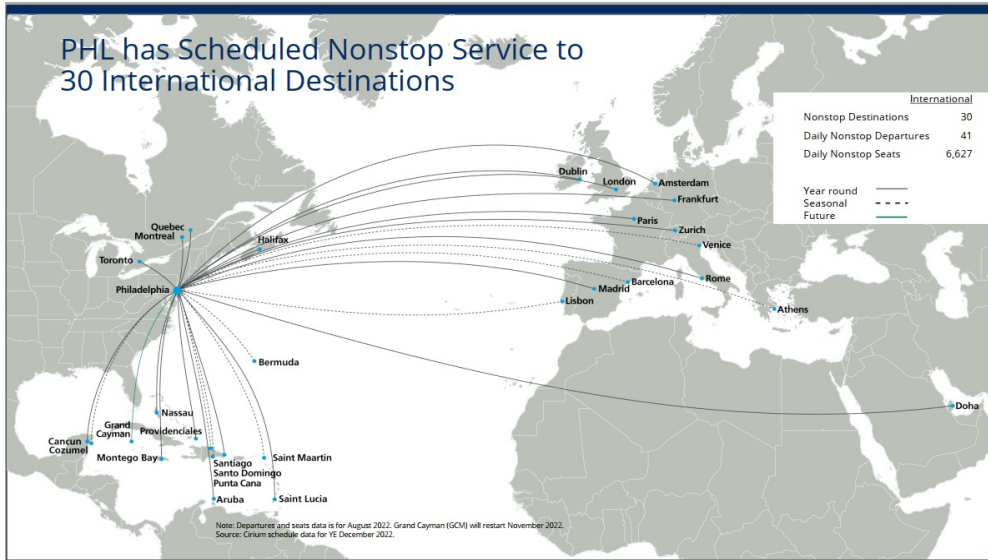 PHL has Scheduled Nonstop Service to
30 International Destinations
International
Nonstop Destinations 30
Daily Nonstop Departures 41
Daily Nonstop Seats 6,627
Year round
Seasonal
Future
Dublin
London
Amsterdam
Frankfurt
Paris
Zurich
Venice
Quebec
Montreal
Halifax
Toronto
Philadelphia
Rome
Barcelona
Madrid
Lisbon
Athens
Bermuda
Doha
Nassau
Grand
Cayman
Providenciales
Cancun
Cozumel
Montego Bay
Santiago
Santo Domingo
Punta Cana
Saint Maartin
Aruba
Saint Lucia
Note: Departures and seats data is for August 2022. Grand Cayman (GCM) will restart November 2022.
Source: Cirium schedule data for YE December 2022.